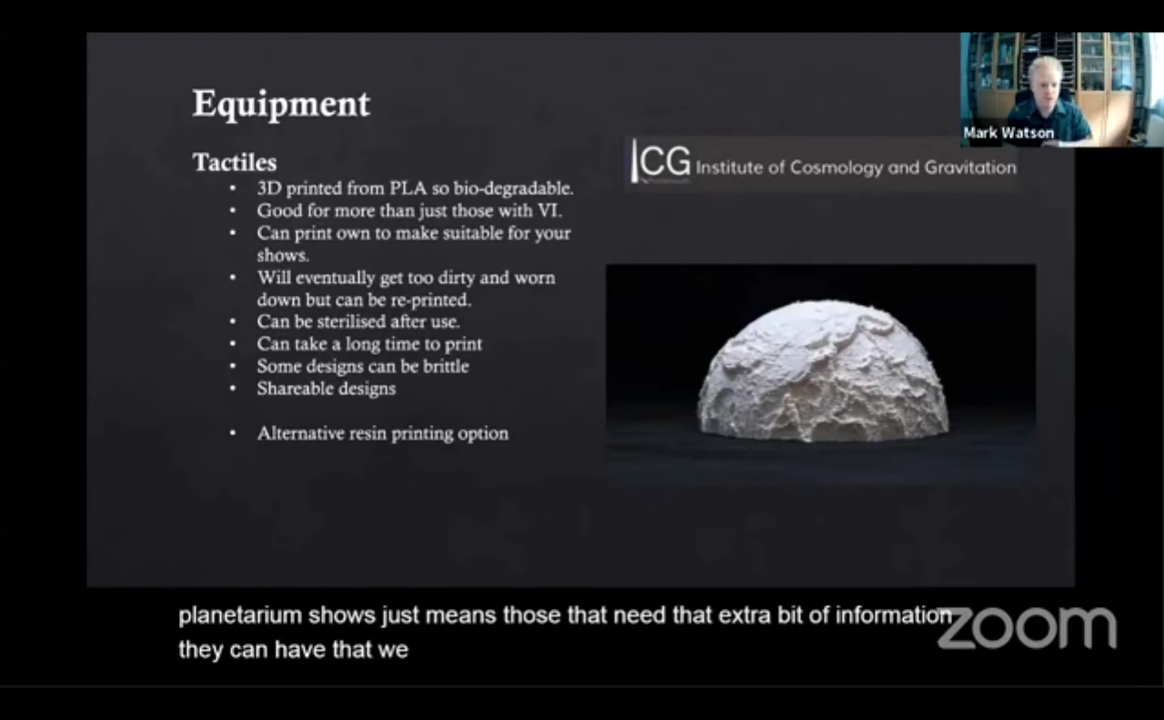 Equipment
Mark Watson
Tactiles
ICG Institute of Cosmology and Gravitation
• 3D printed from PLA so bio-degradable.
• Good for more than just those with VI.
• Can print own to make suitable for your
shows.
• Will eventually get too dirty and worn
down but can be re-printed.
• Can be sterilised after use.
• Can take a long time to print
• Some designs can be brittle
• Shareable designs
• Alternative resin printing option
planetarium shows just means those that need that extra bit of information
they can have that we
zoom